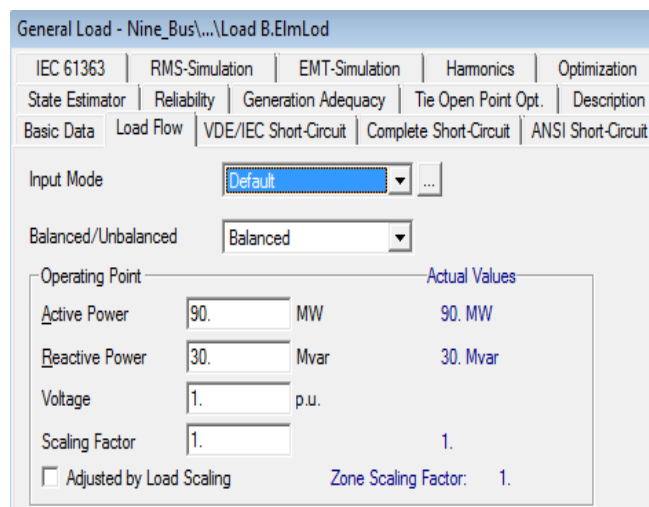 General Load - Nine_Bus\...\Load B.ElmLod
IEC 61363 RMS-Simulation EMT-Simulation Harmonics Optimization
State Estimator Reliability Generation Adequacy Tie Open Point Opt. Description
Basic Data Load Flow VDE/IEC Short-Circuit Complete Short-Circuit ANSI Short-Circuit
Input Mode Default ...
Balanced/Unbalanced Balanced
Operating Point Actual Values
Active Power 90. MW 90. MW
Reactive Power 30. Mvar 30. Mvar
Voltage 1. p.u.
Scaling Factor 1. 1.
Adjusted by Load Scaling Zone Scaling Factor: 1.